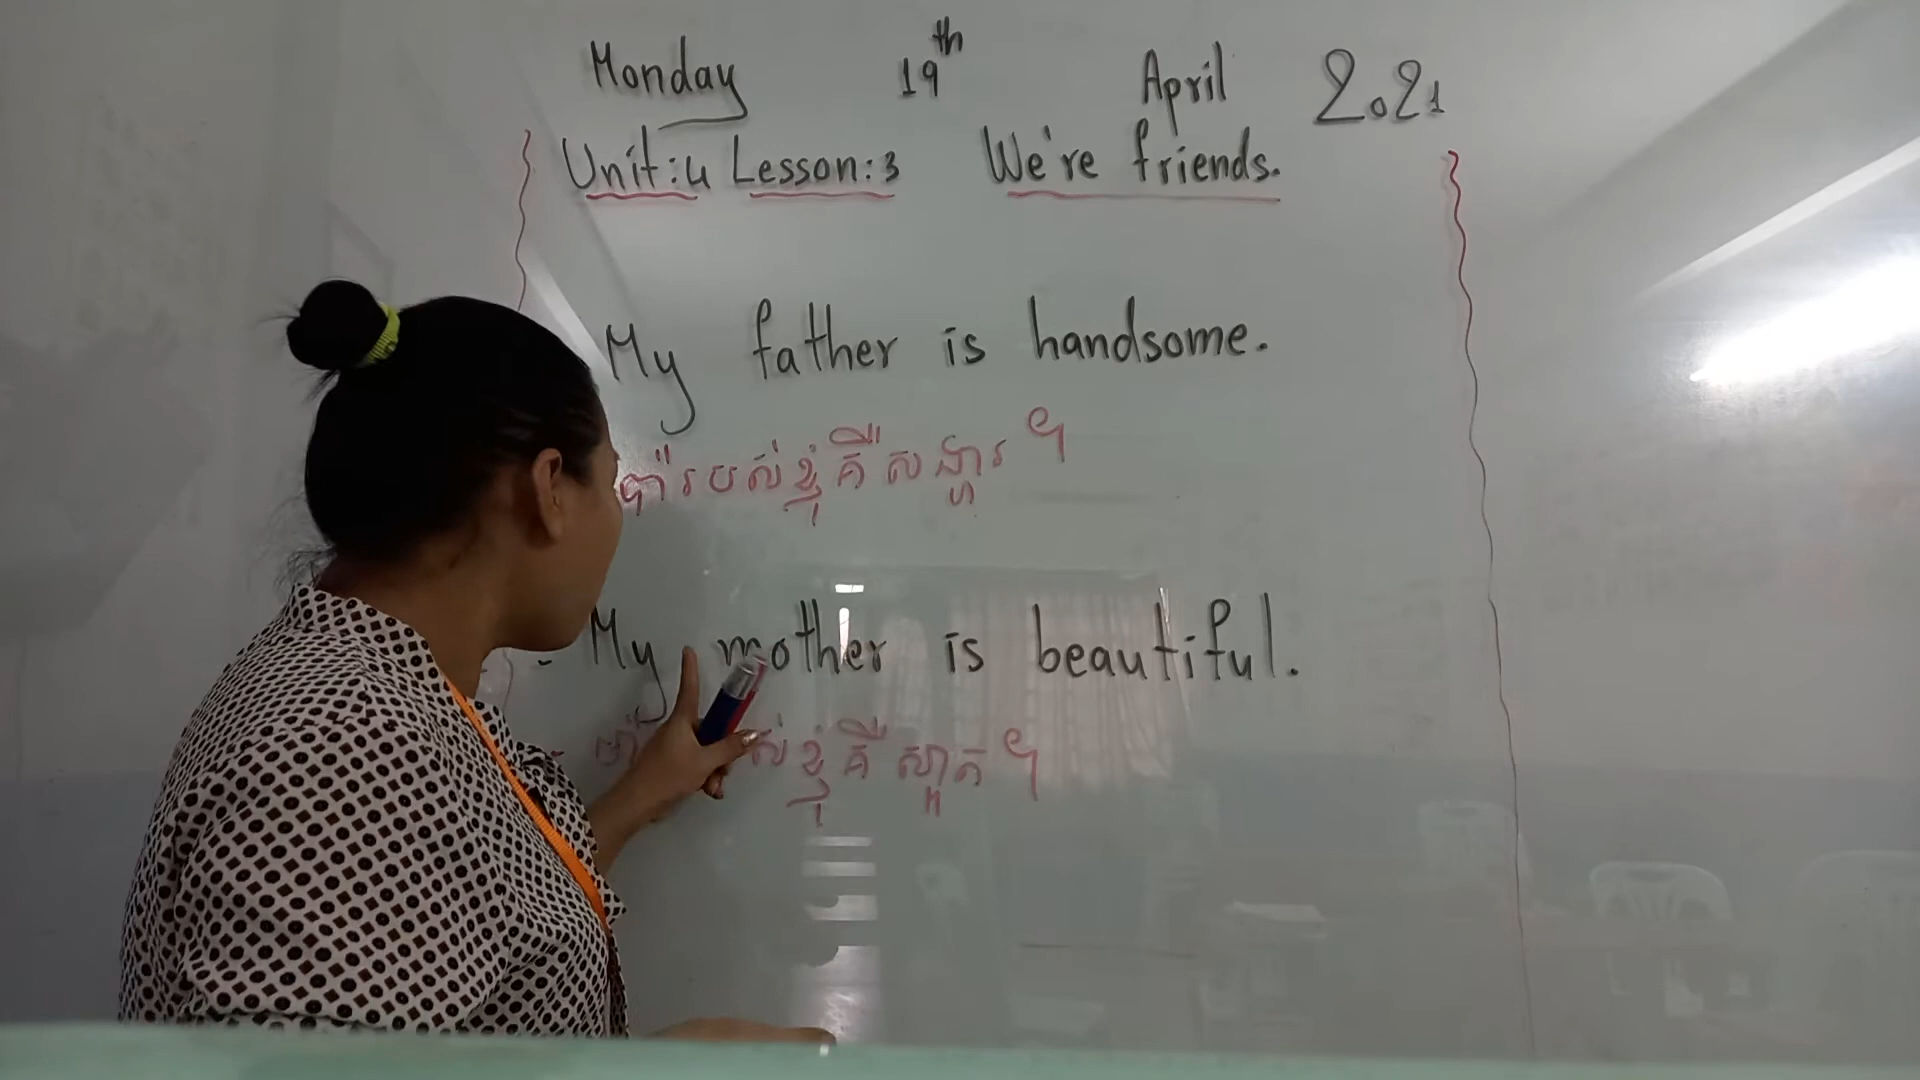 Monday 19th April 2021
Unit:4 Lesson:3 We're friends.
My father is handsome.
ប៉ារបស់ខ្ញុំគឺសង្ហារ។
- My mother is beautiful.
ខ្ញុំគឺស្អាត។